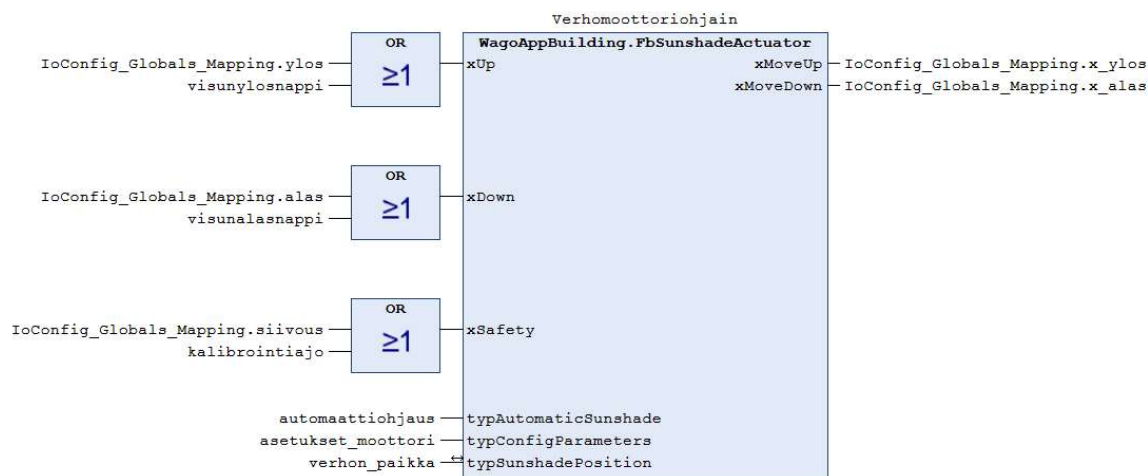 Verhomoottoriohjain
WagoAppBuilding.FbSunshadeActuator
OR
≥1
IoConfig_Globals_Mapping.ylos
visunylosnappi
xUp
xMoveUp
IoConfig_Globals_Mapping.x_ylos
xMoveDown
IoConfig_Globals_Mapping.x_alas
OR
≥1
IoConfig_Globals_Mapping.alas
visunalasnappi
xDown
OR
≥1
IoConfig_Globals_Mapping.siivous
kalibrointiajo
xSafety
automaattiohjaus
typAutomaticSunshade
asetukset_moottori
typConfigParameters
verhon_paikka
typSunshadePosition